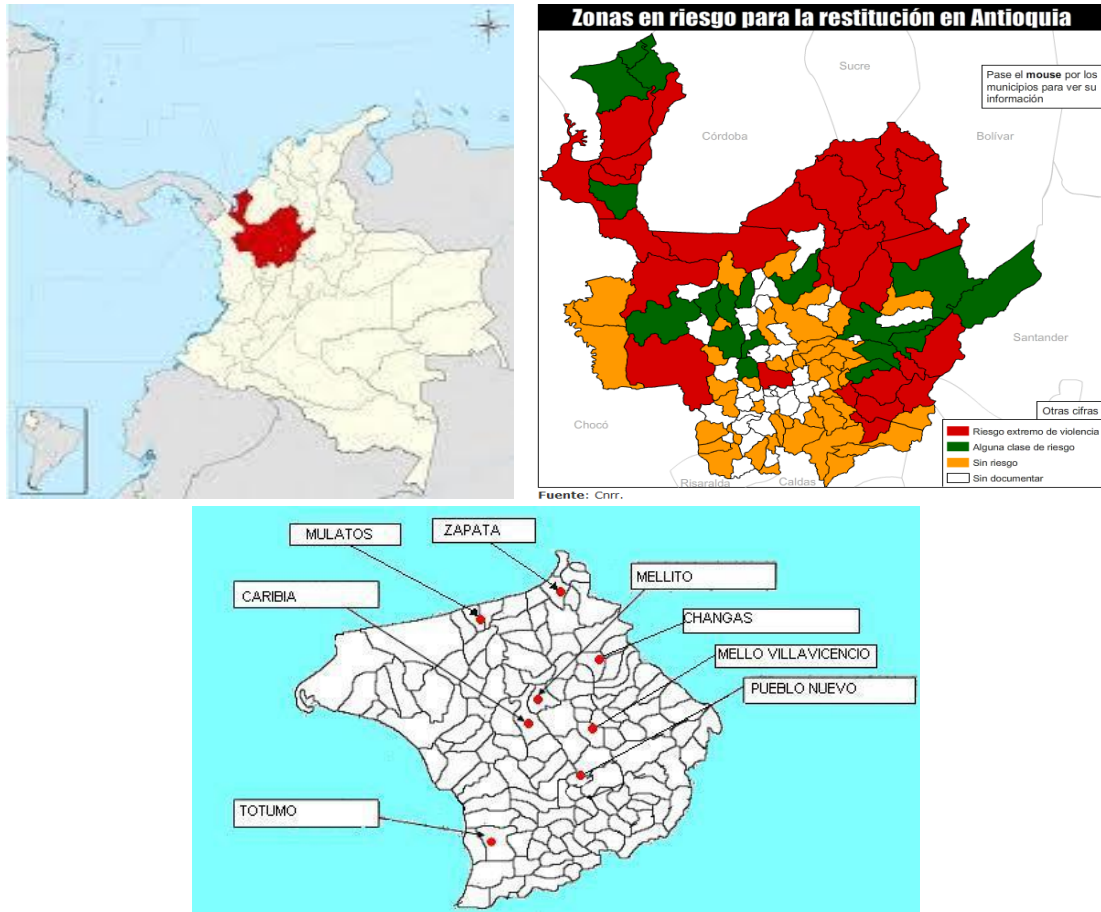 Zonas en riesgo para la restitución en Antioquia
Sucre
Pase el mouse por los
municipios para ver su
información
Córdoba
Bolívar
Santander
Chocó
Otras cifras
Riesgo extremo de violencia
Alguna clase de riesgo
Sin riesgo
Sin documentar
Risaralda
Caldas
Fuente: Cnrr.
MULATOS
ZAPATA
MELLITO
CARIBIA
CHANGAS
MELLO VILLAVICENCIO
PUEBLO NUEVO
TOTUMO